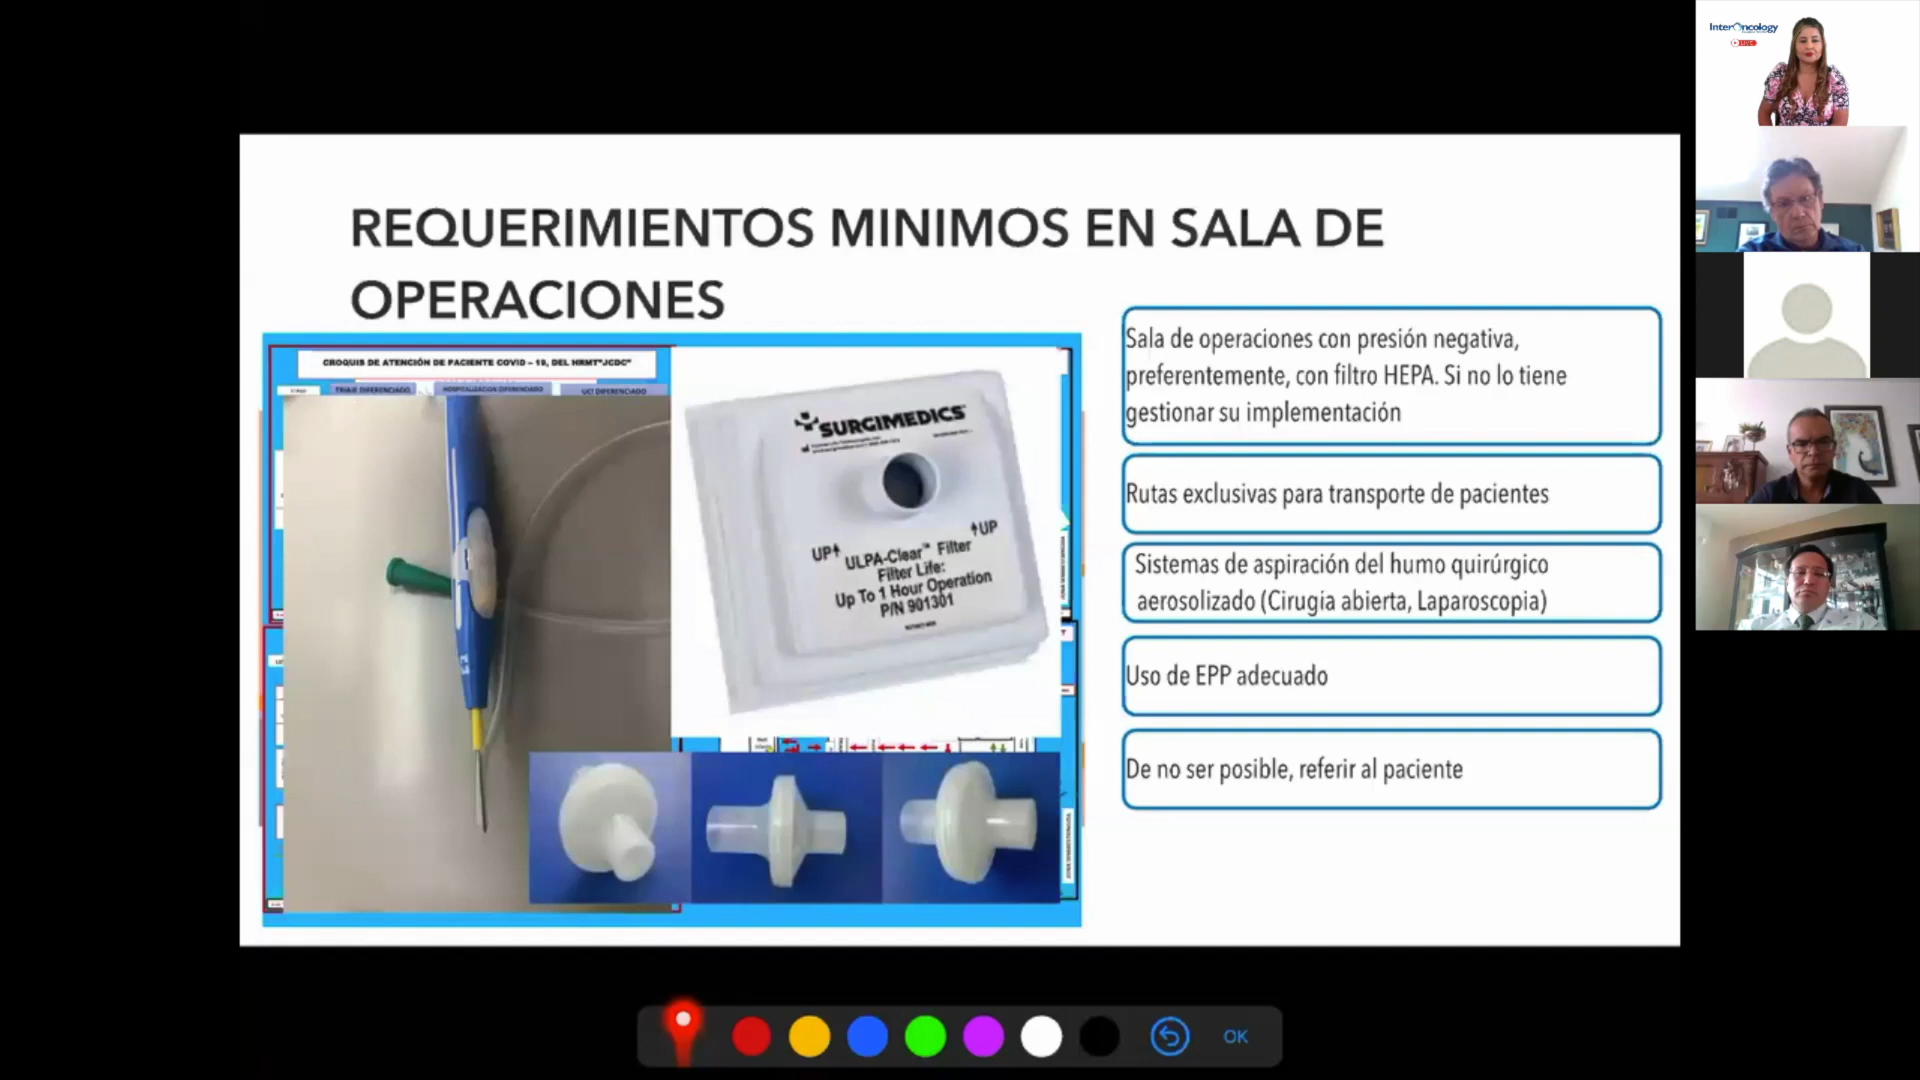 REQUERIMIENTOS MINIMOS EN SALA DE
OPERACIONES
CROQUIS DE ATENCIÓN DE PACIENTE COVID – 19, DEL HRMT"JCDC"
TRIAJE DIFERENCIADO
HOSPITALIZACION DIFERENCIADO
UCI DIFERENCIADO
SURGIMEDICS
UP
UP
ULPA-Clear™ Filter
Filter Life:
Up To 1 Hour Operation
P/N 901301
Sala de operaciones con presión negativa,
preferentemente, con filtro HEPA. Si no lo tiene
gestionar su implementación
Rutas exclusivas para transporte de pacientes
Sistemas de aspiración del humo quirúrgico
aerosolizado (Cirugía abierta, Laparoscopia)
Uso de EPP adecuado
De no ser posible, referir al paciente
InterOncology
LIVE
OK